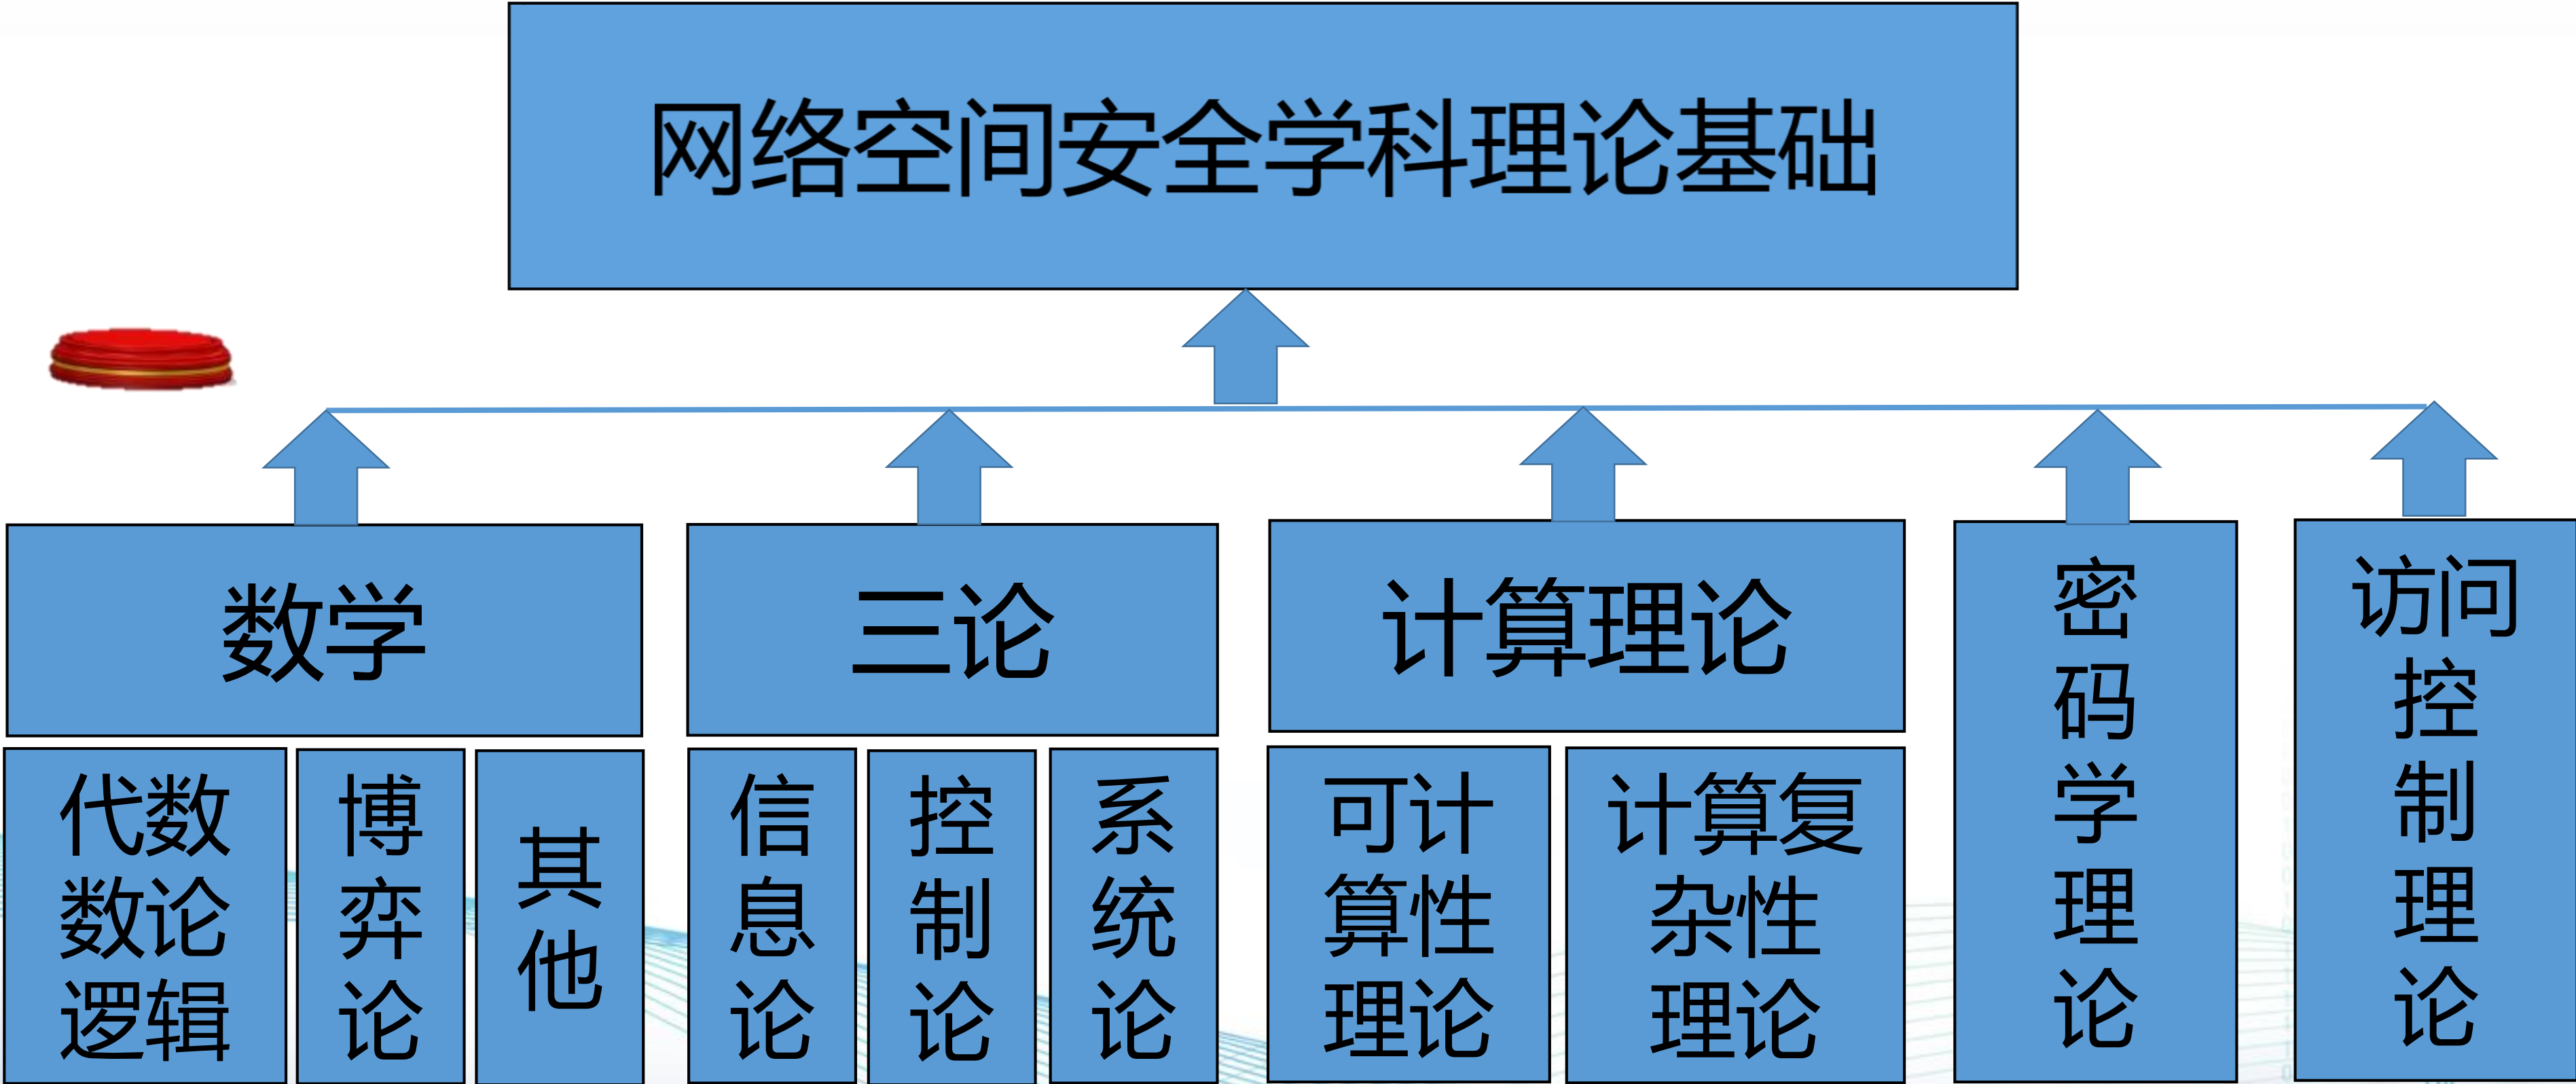 网络空间安全学科理论基础
数学
三论
计算理论
密
码
学
理
论
访问
控
制
理
论
代数
数论
逻辑
博
弈
论
其
他
信
息
论
控
制
论
系
统
论
可计
算性
理论
计算复
杂性
理论